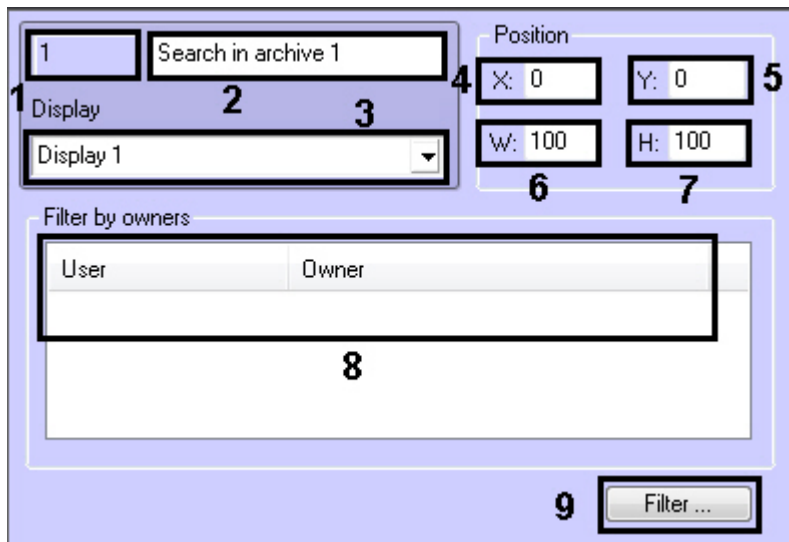 1
Search in archive 1
1
2
Display
3
Display 1
Position
4
X: 0
Y: 0
5
W: 100
H: 100
6
7
Filter by owners
User
Owner
8
9
Filter ...